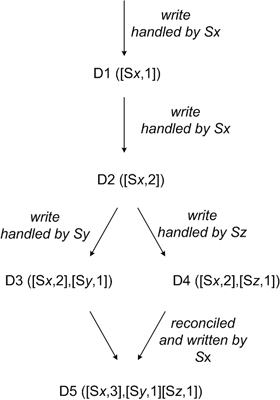 write
handled by Sx
D1 ([Sx,1])
write
handled by Sx
D2 ([Sx,2])
write
handled by Sy
write
handled by Sz
D3 ([Sx,2],[Sy,1])
D4 ([Sx,2],[Sz,1])
reconciled
and written by
Sx
D5 ([Sx,3],[Sy,1][Sz,1])